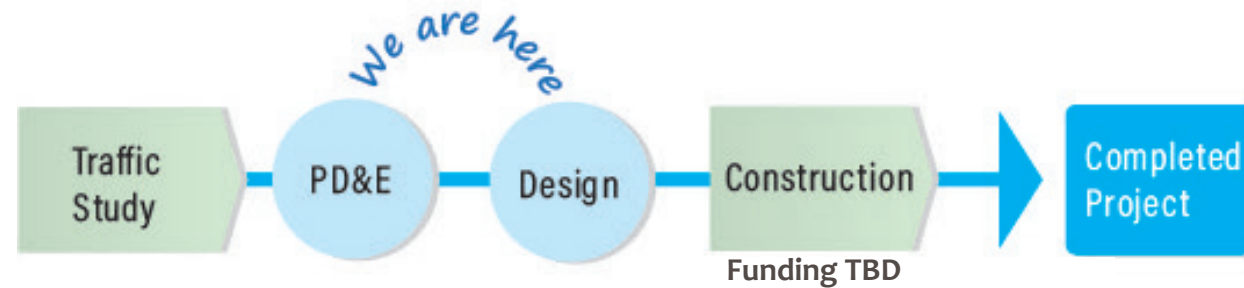 We are here
Traffic
Study
PD&E
Design
Construction
Completed
Project
Funding TBD